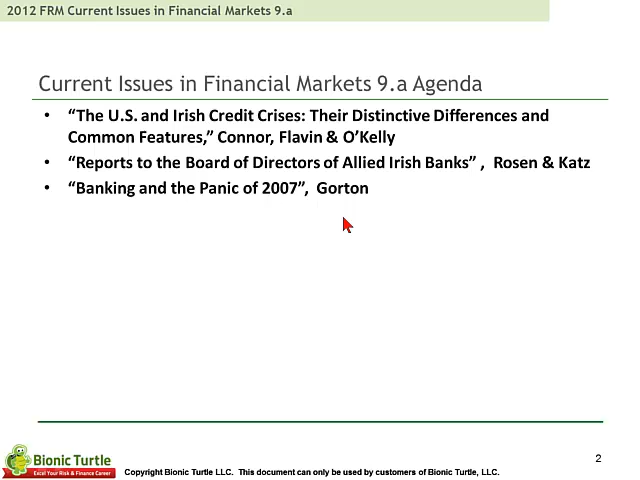 2012 FRM Current Issues in Financial Markets 9.a
Current Issues in Financial Markets 9.a Agenda
• “The U.S. and Irish Credit Crises: Their Distinctive Differences and
Common Features,” Connor, Flavin & O’Kelly
• “Reports to the Board of Directors of Allied Irish Banks” , Rosen & Katz
• “Banking and the Panic of 2007”, Gorton
2
Bionic Turtle
Excel Your Risk & Finance Career
Copyright Bionic Turtle LLC. This document can only be used by customers of Bionic Turtle, LLC.